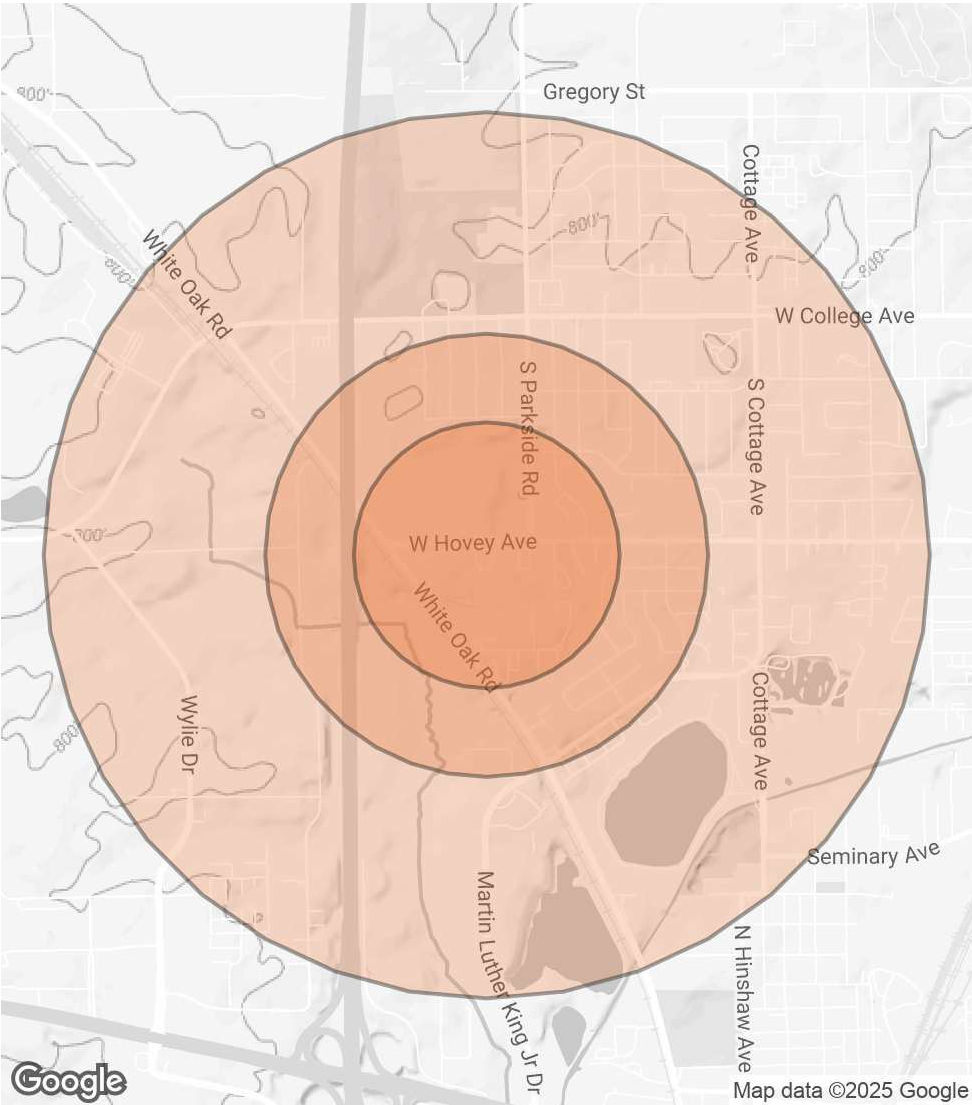 Gregory St
800'
Cottage Ave
800'
White Oak Rd
800'
800'
W College Ave
S Parkside Rd
S Cottage Ave
W Hovey Ave
700'
White Oak Rd
Wylie Dr
Cottage Ave
800'
Seminary Ave
Martin Luther King Jr Dr
N Hinshaw Ave
Google
Map data ©2025 Google